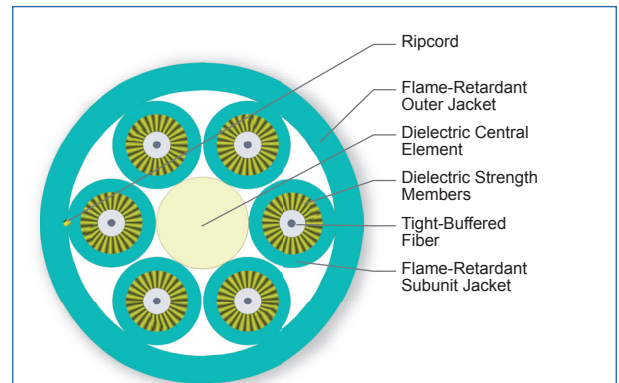 Ripcord
Flame-Retardant
Outer Jacket
Dielectric Central
Element
Dielectric Strength
Members
Tight-Buffered
Fiber
Flame-Retardant
Subunit Jacket